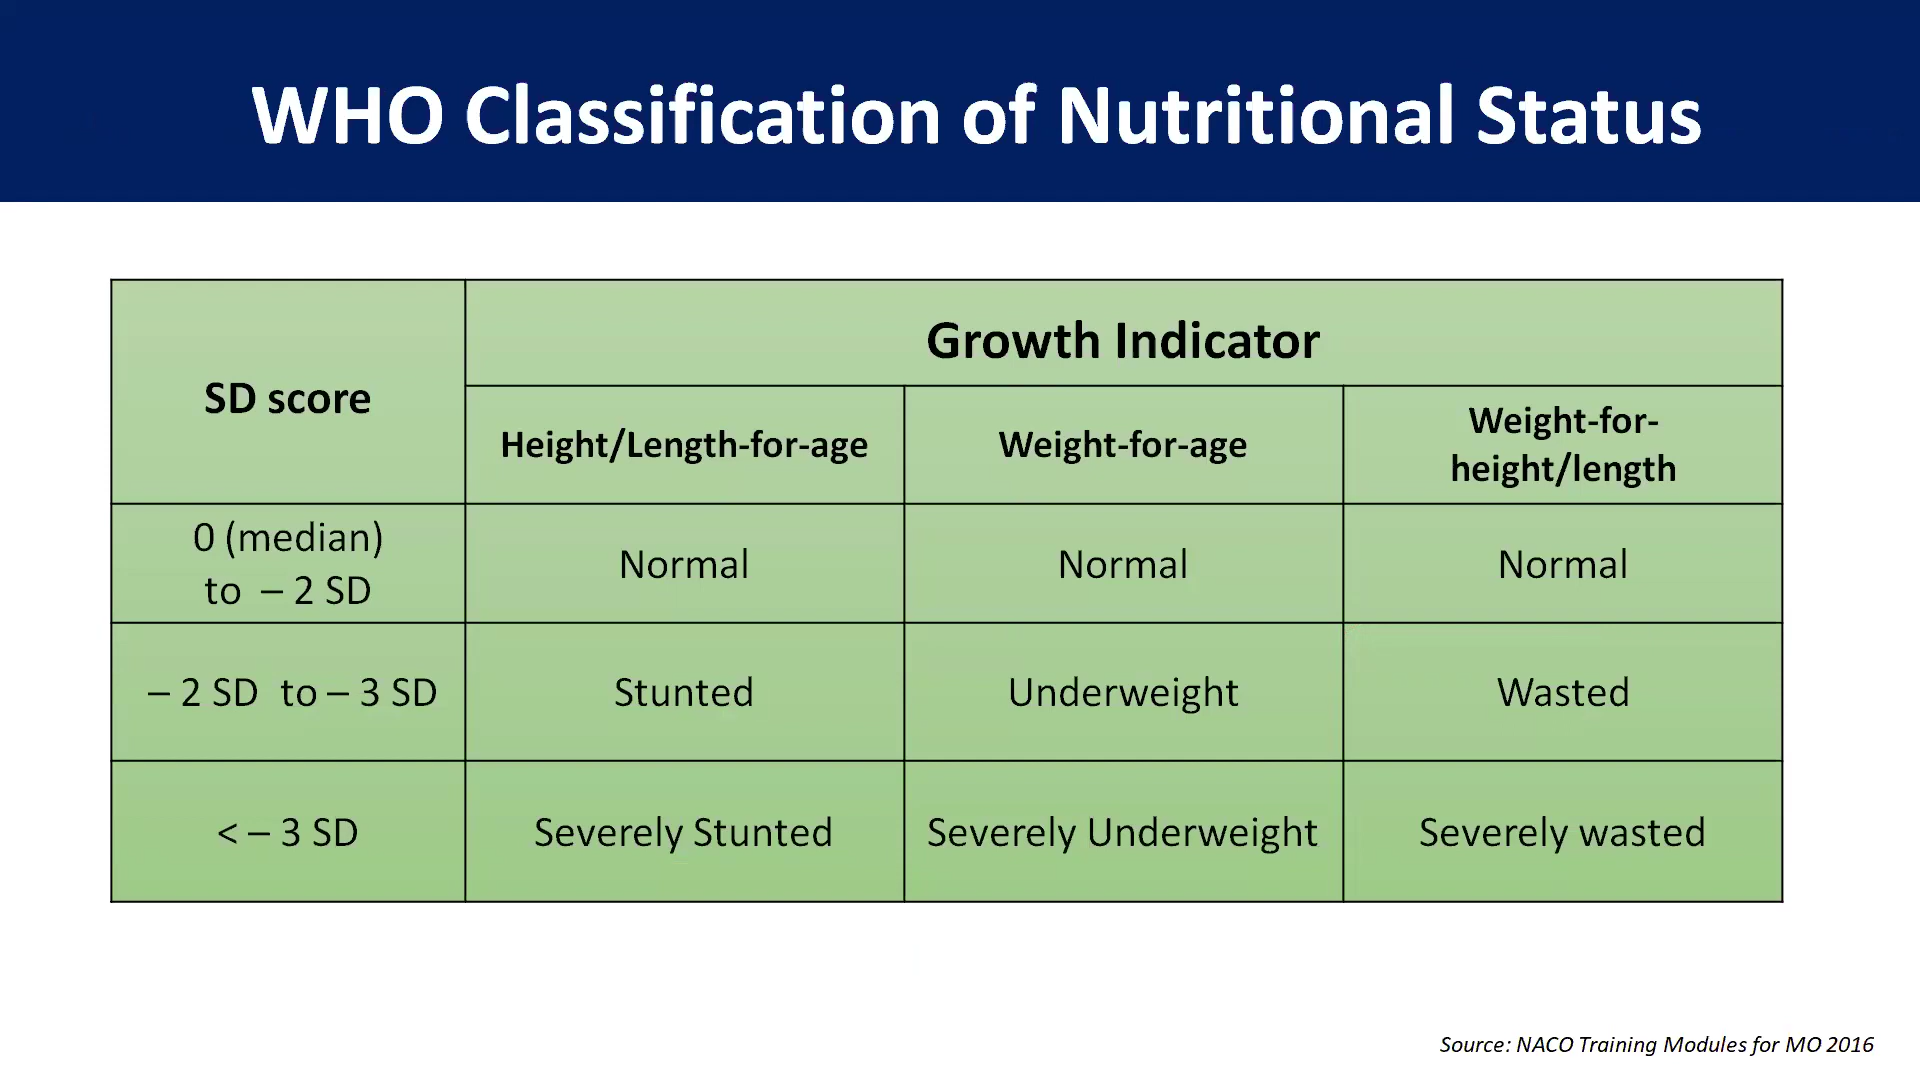 WHO Classification of Nutritional Status
SD score
Growth Indicator
Height/Length-for-age
Weight-for-age
Weight-for-
height/length
0 (median)
to – 2 SD
Normal
Normal
Normal
– 2 SD to – 3 SD
Stunted
Underweight
Wasted
< – 3 SD
Severely Stunted
Severely Underweight
Severely wasted
Source: NACO Training Modules for MO 2016